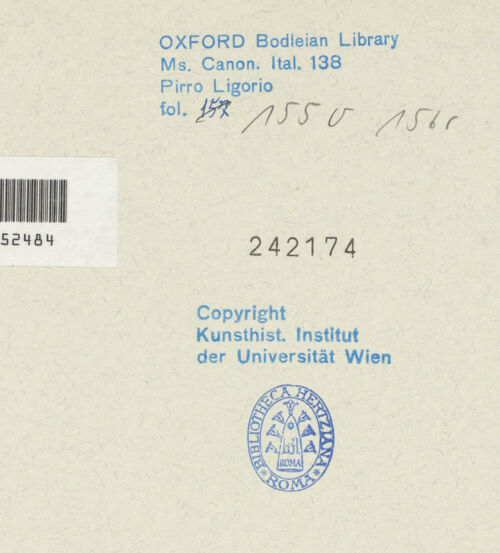 OXFORD Bodleian Library
Ms. Canon. Ital. 138
Pirro Ligorio
fol. 157 155 v 156r
52484
242174
Copyright
Kunsthist. Institut
der Universität Wien
BIBLIOTHECA HERTZIANA
ROMA
ROMA